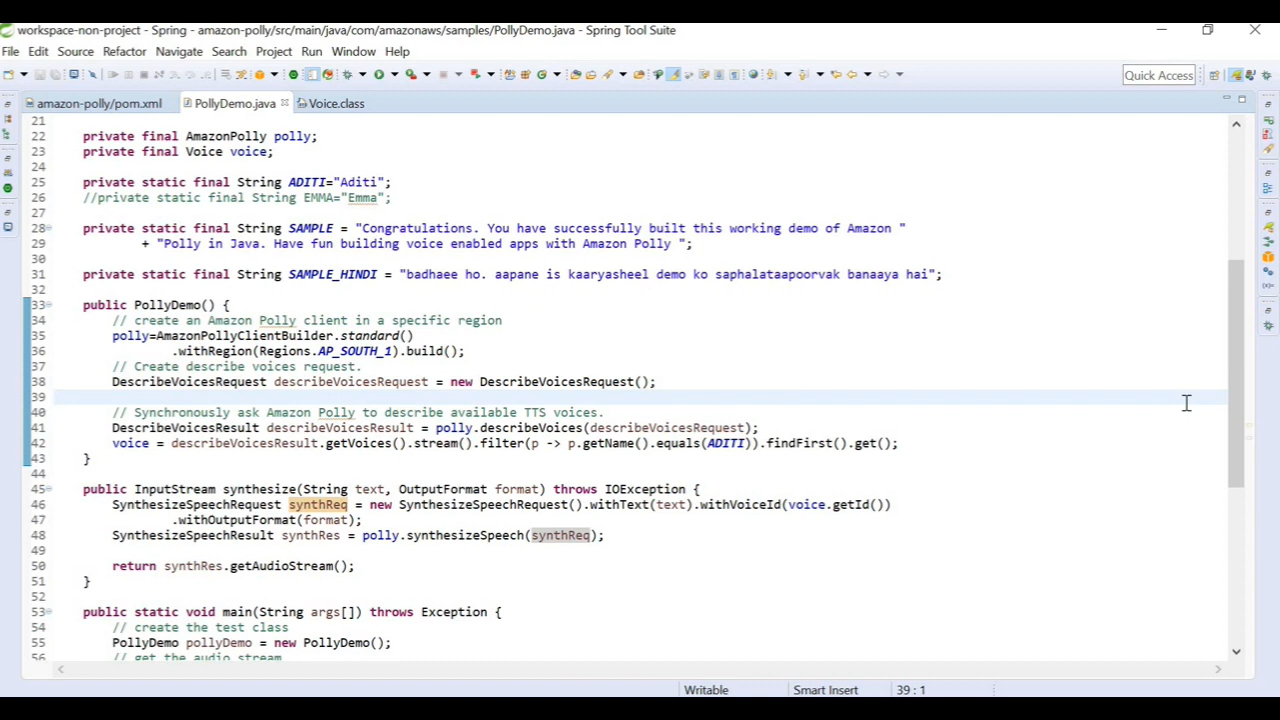 workspace-non-project - Spring - amazon-polly/src/main/java/com/amazonaws/samples/PollyDemo.java - Spring Tool Suite
File Edit Source Refactor Navigate Search Project Run Window Help
Quick Access
amazon-polly/pom.xml PollyDemo.java Voice.class
21
22 private final AmazonPolly polly;
23 private final Voice voice;
24
25 private static final String ADITI="Aditi";
26 //private static final String EMMA="Emma";
27
28 private static final String SAMPLE = "Congratulations. You have successfully built this working demo of Amazon "
29 + "Polly in Java. Have fun building voice enabled apps with Amazon Polly ";
30
31 private static final String SAMPLE_HINDI = "badhaee ho. aapane is kaaryasheel demo ko saphalataapoorvak banaaya hai";
32
33 public PollyDemo() {
34 // create an Amazon Polly client in a specific region
35 polly=AmazonPollyClientBuilder.standard()
36 .withRegion(Regions.AP_SOUTH_1).build();
37 // Create describe voices request.
38 DescribeVoicesRequest describeVoicesRequest = new DescribeVoicesRequest();
39
40 // Synchronously ask Amazon Polly to describe available TTS voices.
41 DescribeVoicesResult describeVoicesResult = polly.describeVoices(describeVoicesRequest);
42 voice = describeVoicesResult.getVoices().stream().filter(p -> p.getName().equals(ADITI)).findFirst().get();
43 }
44
45 public InputStream synthesize(String text, OutputFormat format) throws IOException {
46 SynthesizeSpeechRequest synthReq = new SynthesizeSpeechRequest().withText(text).withVoiceId(voice.getId())
47 .withOutputFormat(format);
48 SynthesizeSpeechResult synthRes = polly.synthesizeSpeech(synthReq);
49
50 return synthRes.getAudioStream();
51 }
52
53 public static void main(String args[]) throws Exception {
54 // create the test class
55 PollyDemo pollyDemo = new PollyDemo();
56 // get the audio stream
Writable Smart Insert 39 : 1